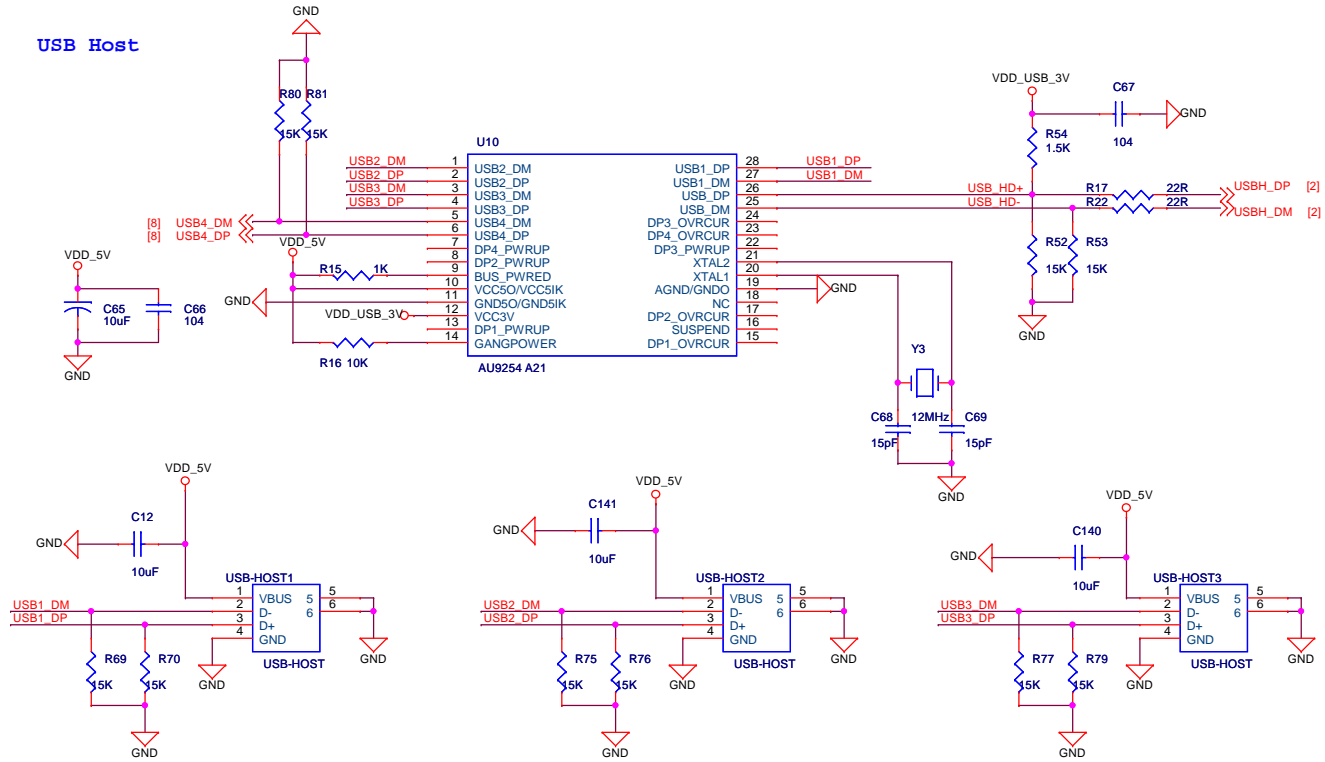 USB Host
GND
R80 R81
15K 15K
U10
USB2_DM 1 USB2_DM
USB2_DP 2 USB2_DP
USB3_DM 3 USB3_DM
USB3_DP 4 USB3_DP
[8] USB4_DM 5 USB4_DM
[8] USB4_DP 6 USB4_DP
7 DP4_PWRUP
8 DP2_PWRUP
9 BUS_PWRED
10 VCC5O/VCC5IK
11 GND5O/GND5IK
12 VCC3V
13 DP1_PWRUP
14 GANGPOWER
USB1_DP 28 USB1_DP
USB1_DM 27 USB1_DM
USB_DP 26 USB_HD+
USB_DM 25 USB_HD-
DP3_OVRCUR 24
DP4_OVRCUR 23
DP3_PWRUP 22
XTAL2 21
XTAL1 20
AGND/GNDO 19
NC 18
DP2_OVRCUR 17
SUSPEND 16
DP1_OVRCUR 15
AU9254 A21
VDD_5V
R15 1K
GND
VDD_USB_3V
R16 10K
VDD_5V
C65
10uF
C66
104
GND
GND
VDD_USB_3V
C67
104
GND
R54
1.5K
R17 22R USBH_DP [2]
R22 22R USBH_DM [2]
R52
15K
R53
15K
GND
Y3
12MHz
C68
15pF
C69
15pF
GND
VDD_5V
C12
10uF
GND
USB-HOST1
USB1_DM
USB1_DP
1 VBUS 5 5
2 D- 6 6
3 D+
4 GND
USB-HOST
R69
15K
R70
15K
GND
GND
GND
VDD_5V
C141
10uF
GND
USB-HOST2
USB2_DM
USB2_DP
1 VBUS 5 5
2 D- 6 6
3 D+
4 GND
USB-HOST
R75
15K
R76
15K
GND
GND
GND
VDD_5V
C140
10uF
GND
USB-HOST3
USB3_DM
USB3_DP
1 VBUS 5 5
2 D- 6 6
3 D+
4 GND
USB-HOST
R77
15K
R79
15K
GND
GND
GND